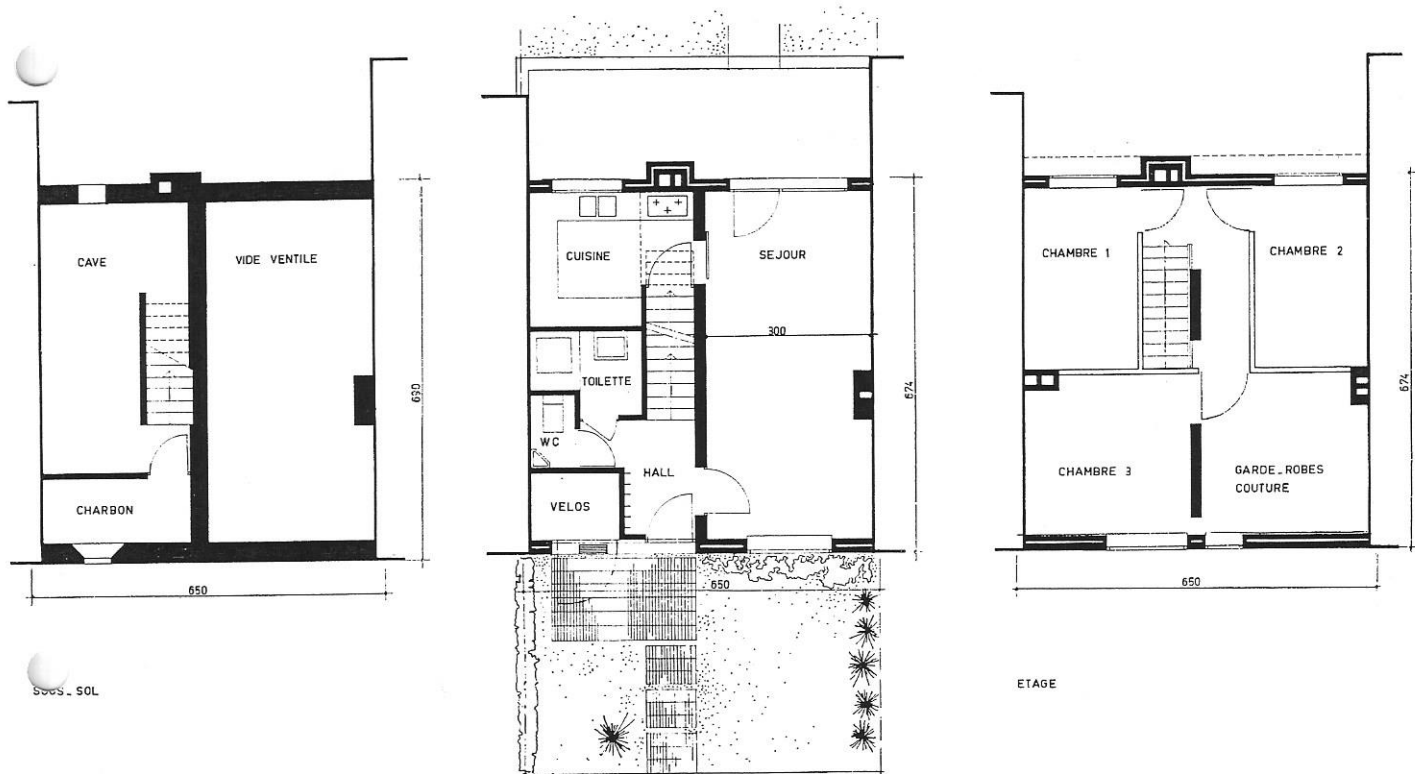 CAVE
VIDE VENTILE
CHARBON
690
650
SOUS_SOL
CUISINE
SEJOUR
300
TOILETTE
WC
HALL
VELOS
674
650
CHAMBRE 1
CHAMBRE 2
CHAMBRE 3
GARDE_ROBES
COUTURE
674
650
ETAGE